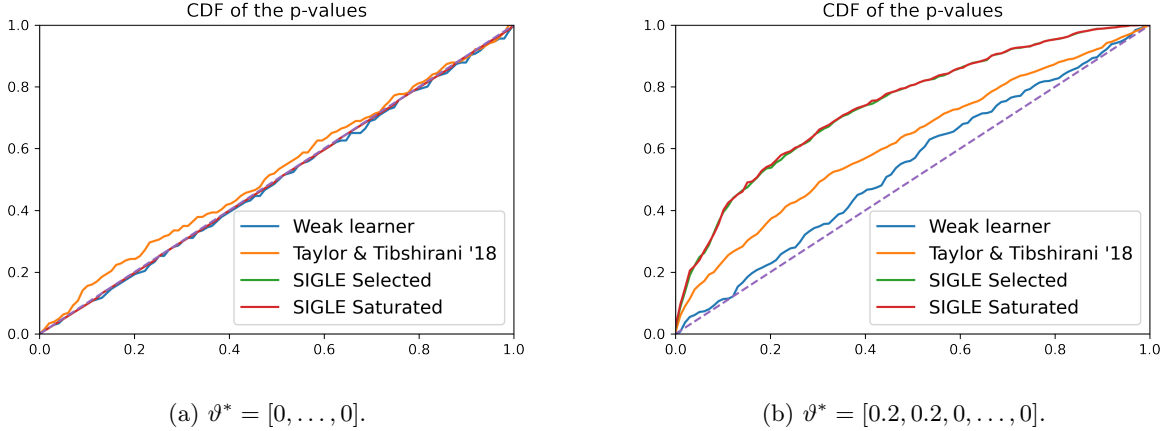 CDF of the p-values
1.0
0.8
0.6
0.4
0.2
0.0
0.0 0.2 0.4 0.6 0.8 1.0
Weak learner
Taylor & Tibshirani '18
SIGLE Selected
SIGLE Saturated
(a) ϑ* = [0, . . . , 0].
CDF of the p-values
1.0
0.8
0.6
0.4
0.2
0.0
0.0 0.2 0.4 0.6 0.8 1.0
Weak learner
Taylor & Tibshirani '18
SIGLE Selected
SIGLE Saturated
(b) ϑ* = [0.2, 0.2, 0, . . . , 0].